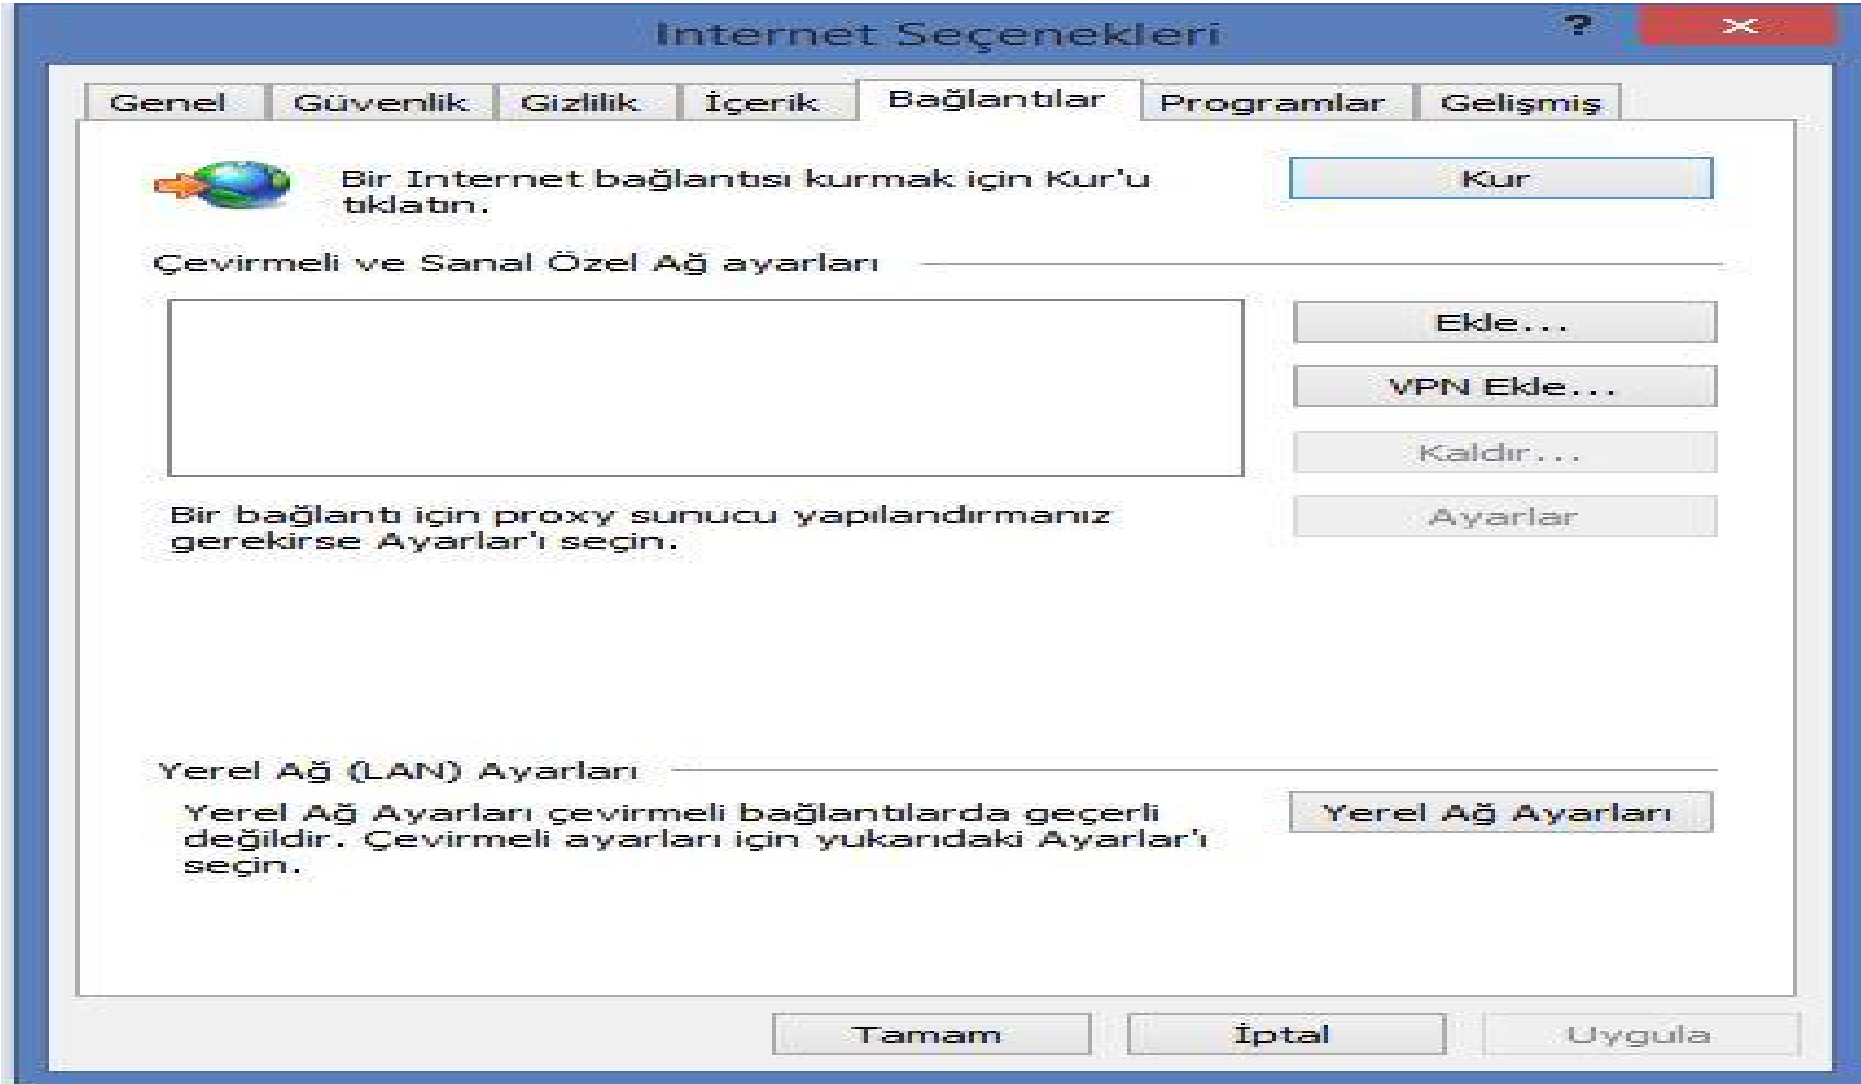 Internet Seçenekleri
?
Genel Güvenlik Gizlilik İçerik Bağlantılar Programlar Gelişmiş
Bir Internet bağlantısı kurmak için Kur'u
tıklatın.
Kur
Çevirmeli ve Sanal Özel Ağ ayarları
Ekle...
VPN Ekle...
Kaldır...
Bir bağlantı için proxy sunucu yapılandırmanız
gerekirse Ayarlar'ı seçin.
Ayarlar
Yerel Ağ (LAN) Ayarları
Yerel Ağ Ayarları çevirmeli bağlantılarda geçerli
değildir. Çevirmeli ayarları için yukarıdaki Ayarlar'ı
seçin.
Yerel Ağ Ayarları
Tamam İptal Uygula